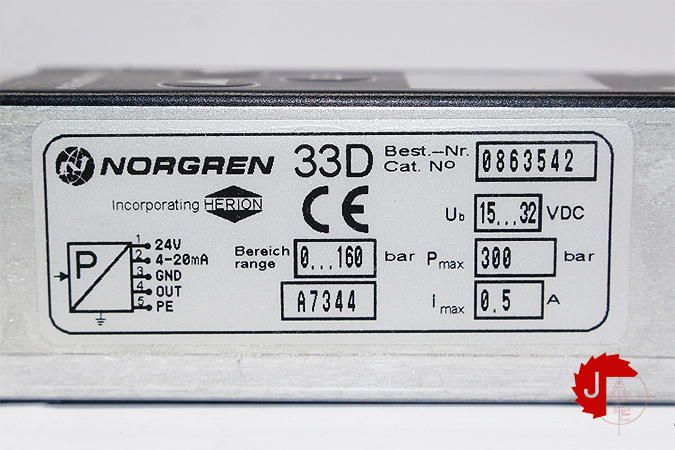 NORGREN 33D
Best.-Nr.
Cat. No 0863542
Incorporating HERION CE
Ub 15...32 VDC
P
1 24V
2 4-20mA
3 GND
4 OUT
5 PE
Bereich
range 0...160 bar
Pmax 300 bar
A7344
imax 0.5 A
J